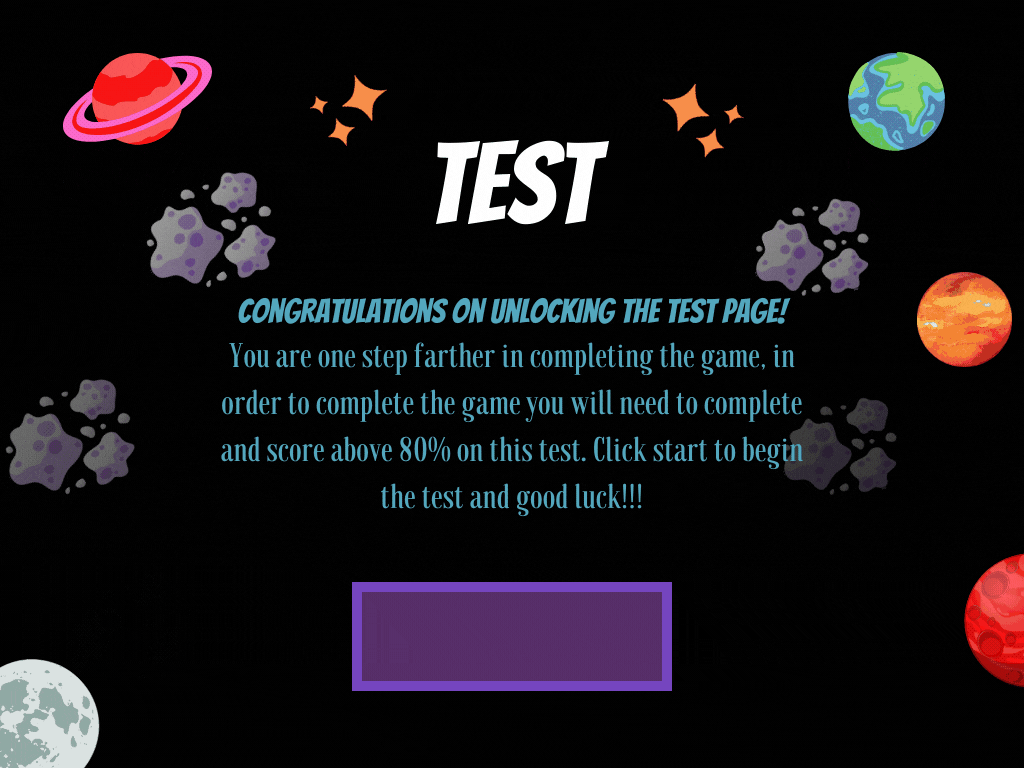 TEST
CONGRATULATIONS ON UNLOCKING THE TEST PAGE!
You are one step farther in completing the game, in
order to complete the game you will need to complete
and score above 80% on this test. Click start to begin
the test and good luck!!!